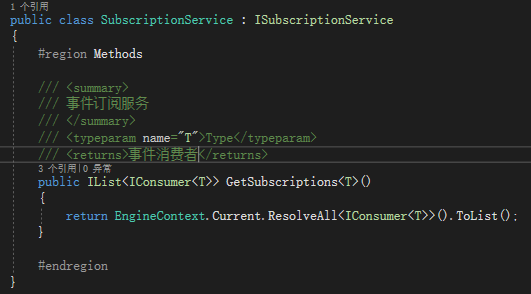 1 个引用
public class SubscriptionService : ISubscriptionService
{
#region Methods
/// <summary>
/// 事件订阅服务
/// </summary>
/// <typeparam name="T">Type</typeparam>
/// <returns>事件消费者</returns>
3 个引用|0 异常
public IList<IConsumer<T>> GetSubscriptions<T>()
{
return EngineContext.Current.ResolveAll<IConsumer<T>>().ToList();
}
#endregion
}